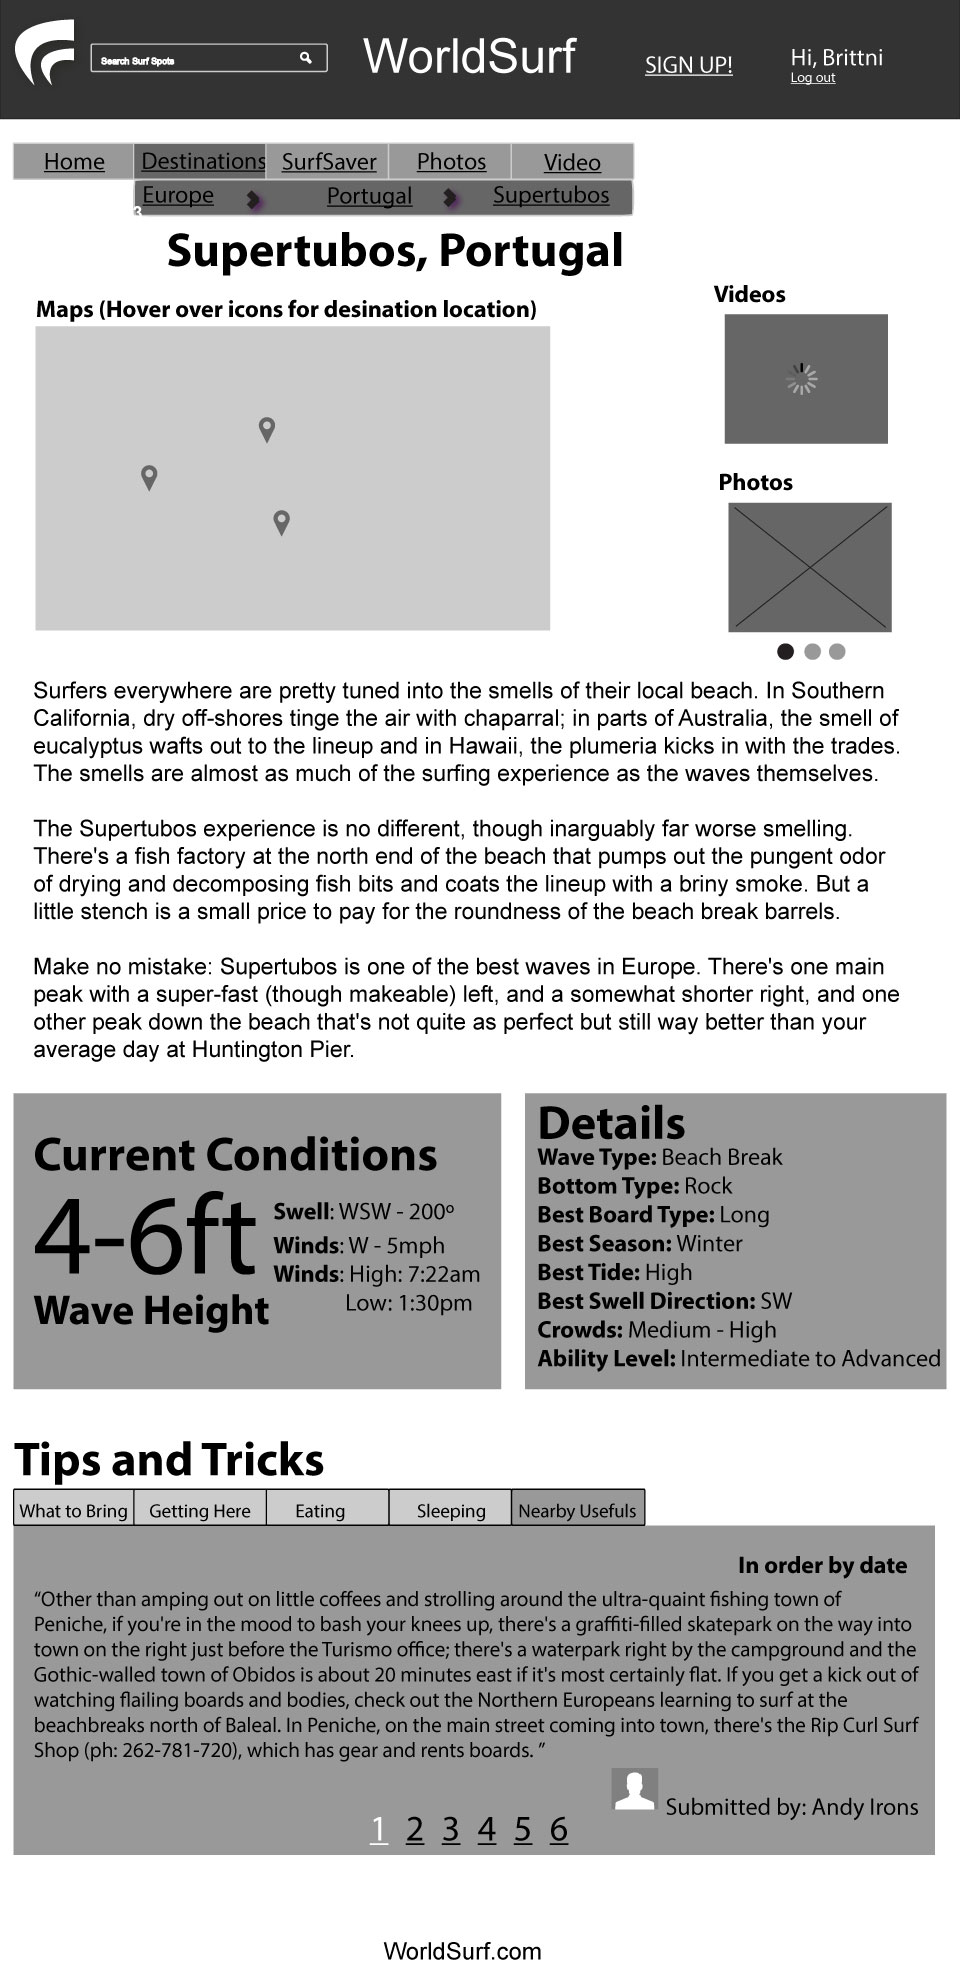 Search Surf Spots
WorldSurf
SIGN UP!
Hi, Brittni
Log out
Home
Destinations
SurfSaver
Photos
Video
Europe
Portugal
Supertubos
3
Supertubos, Portugal
Maps (Hover over icons for desination location)
Videos
Photos
Surfers everywhere are pretty tuned into the smells of their local beach. In Southern
California, dry off-shores tinge the air with chaparral; in parts of Australia, the smell of
eucalyptus wafts out to the lineup and in Hawaii, the plumeria kicks in with the trades.
The smells are almost as much of the surfing experience as the waves themselves.
The Supertubos experience is no different, though inarguably far worse smelling.
There's a fish factory at the north end of the beach that pumps out the pungent odor
of drying and decomposing fish bits and coats the lineup with a briny smoke. But a
little stench is a small price to pay for the roundness of the beach break barrels.
Make no mistake: Supertubos is one of the best waves in Europe. There's one main
peak with a super-fast (though makeable) left, and a somewhat shorter right, and one
other peak down the beach that's not quite as perfect but still way better than your
average day at Huntington Pier.
Current Conditions
4-6ft
Wave Height
Swell: WSW - 200º
Winds: W - 5mph
Winds: High: 7:22am
Low: 1:30pm
Details
Wave Type: Beach Break
Bottom Type: Rock
Best Board Type: Long
Best Season: Winter
Best Tide: High
Best Swell Direction: SW
Crowds: Medium - High
Ability Level: Intermediate to Advanced
Tips and Tricks
What to Bring
Getting Here
Eating
Sleeping
Nearby Usefuls
In order by date
“Other than amping out on little coffees and strolling around the ultra-quaint fishing town of
Peniche, if you're in the mood to bash your knees up, there's a graffiti-filled skatepark on the way into
town on the right just before the Turismo office; there's a waterpark right by the campground and the
Gothic-walled town of Obidos is about 20 minutes east if it's most certainly flat. If you get a kick out of
watching flailing boards and bodies, check out the Northern Europeans learning to surf at the
beachbreaks north of Baleal. In Peniche, on the main street coming into town, there's the Rip Curl Surf
Shop (ph: 262-781-720), which has gear and rents boards. ”
Submitted by: Andy Irons
1 2 3 4 5 6
WorldSurf.com